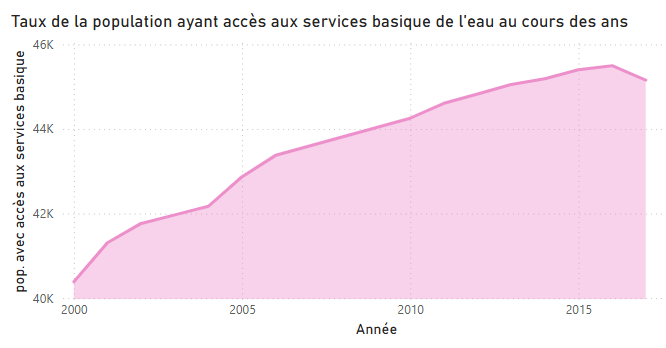 Taux de la population ayant accès aux services basique de l'eau au cours des ans
pop. avec accès aux services basique
46K
44K
42K
40K
2000
2005
2010
2015
Année